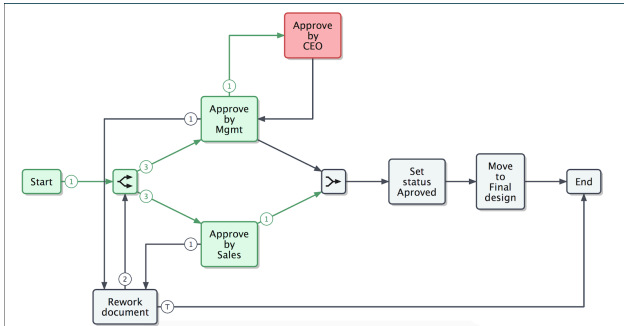 Approve
by
CEO
1
Approve
by
Mgmt
1
3
Start
1
3
Approve
by
Sales
1
1
Set
status
Aproved
Move
to
Final
design
End
2
Rework
document
T